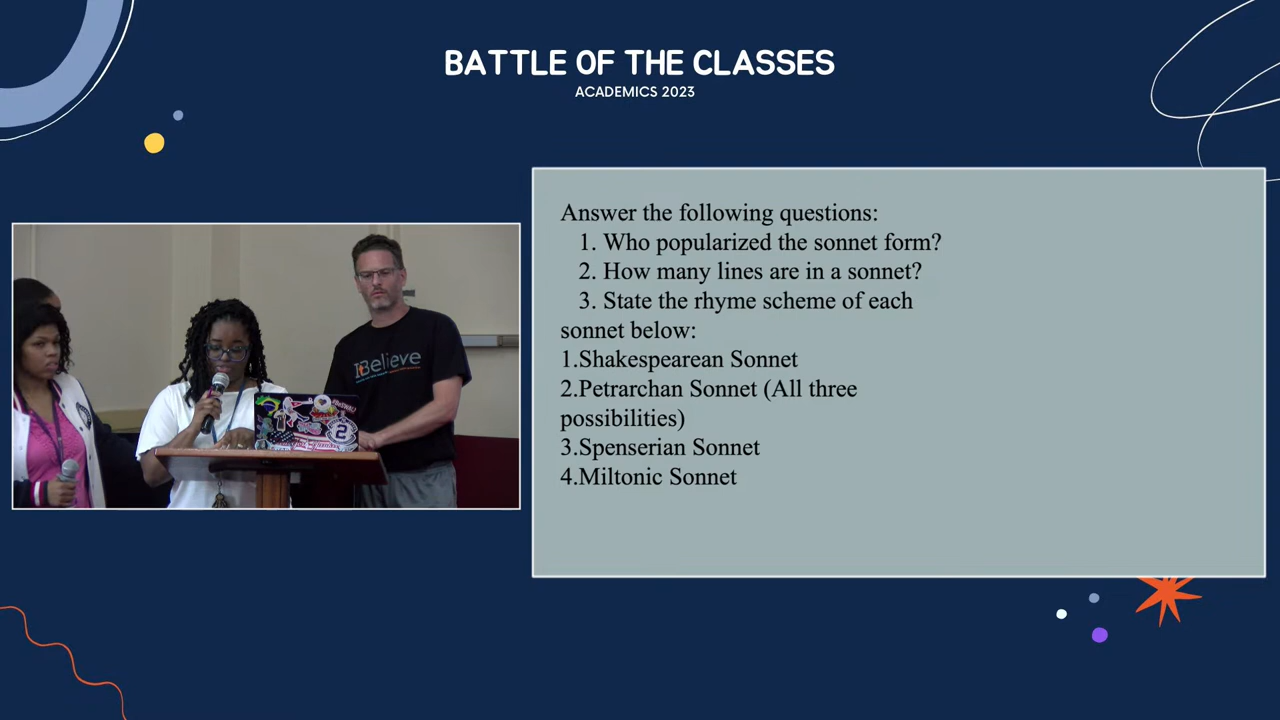 BATTLE OF THE CLASSES
ACADEMICS 2023
Answer the following questions:
1. Who popularized the sonnet form?
2. How many lines are in a sonnet?
3. State the rhyme scheme of each
sonnet below:
1.Shakespearean Sonnet
2.Petrarchan Sonnet (All three
possibilities)
3.Spenserian Sonnet
4.Miltonic Sonnet
IBelieve
2